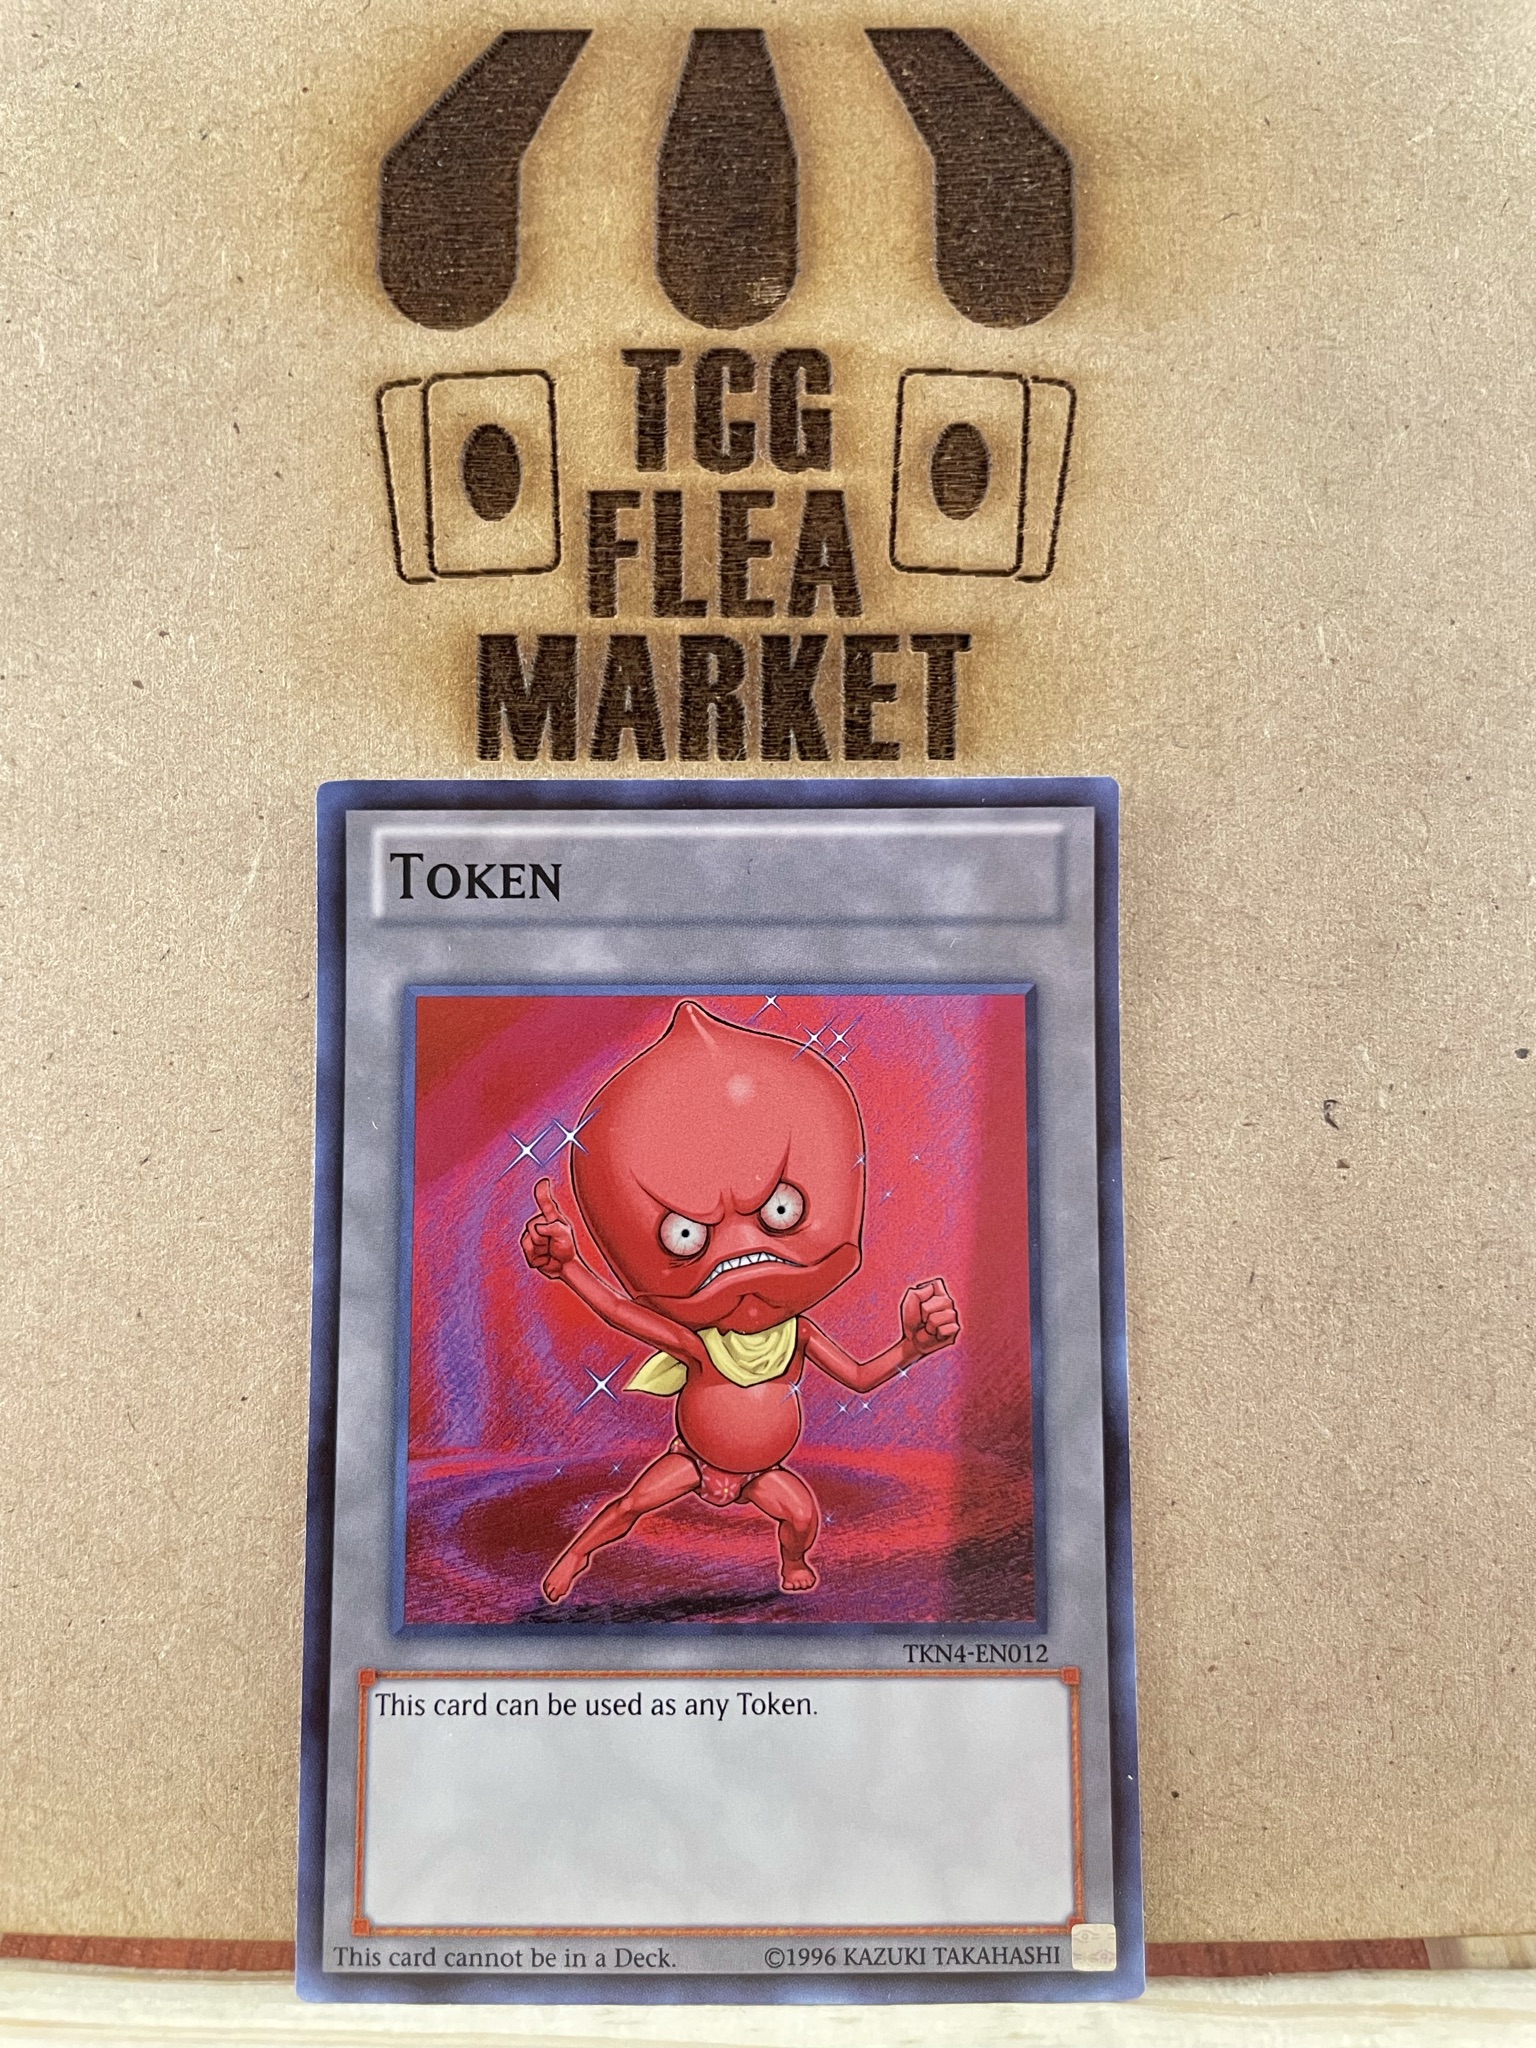 TCG
FLEA
MARKET
TOKEN
TKN4-EN012
This card can be used as any Token.
This card cannot be in a Deck. ©1996 KAZUKI TAKAHASHI